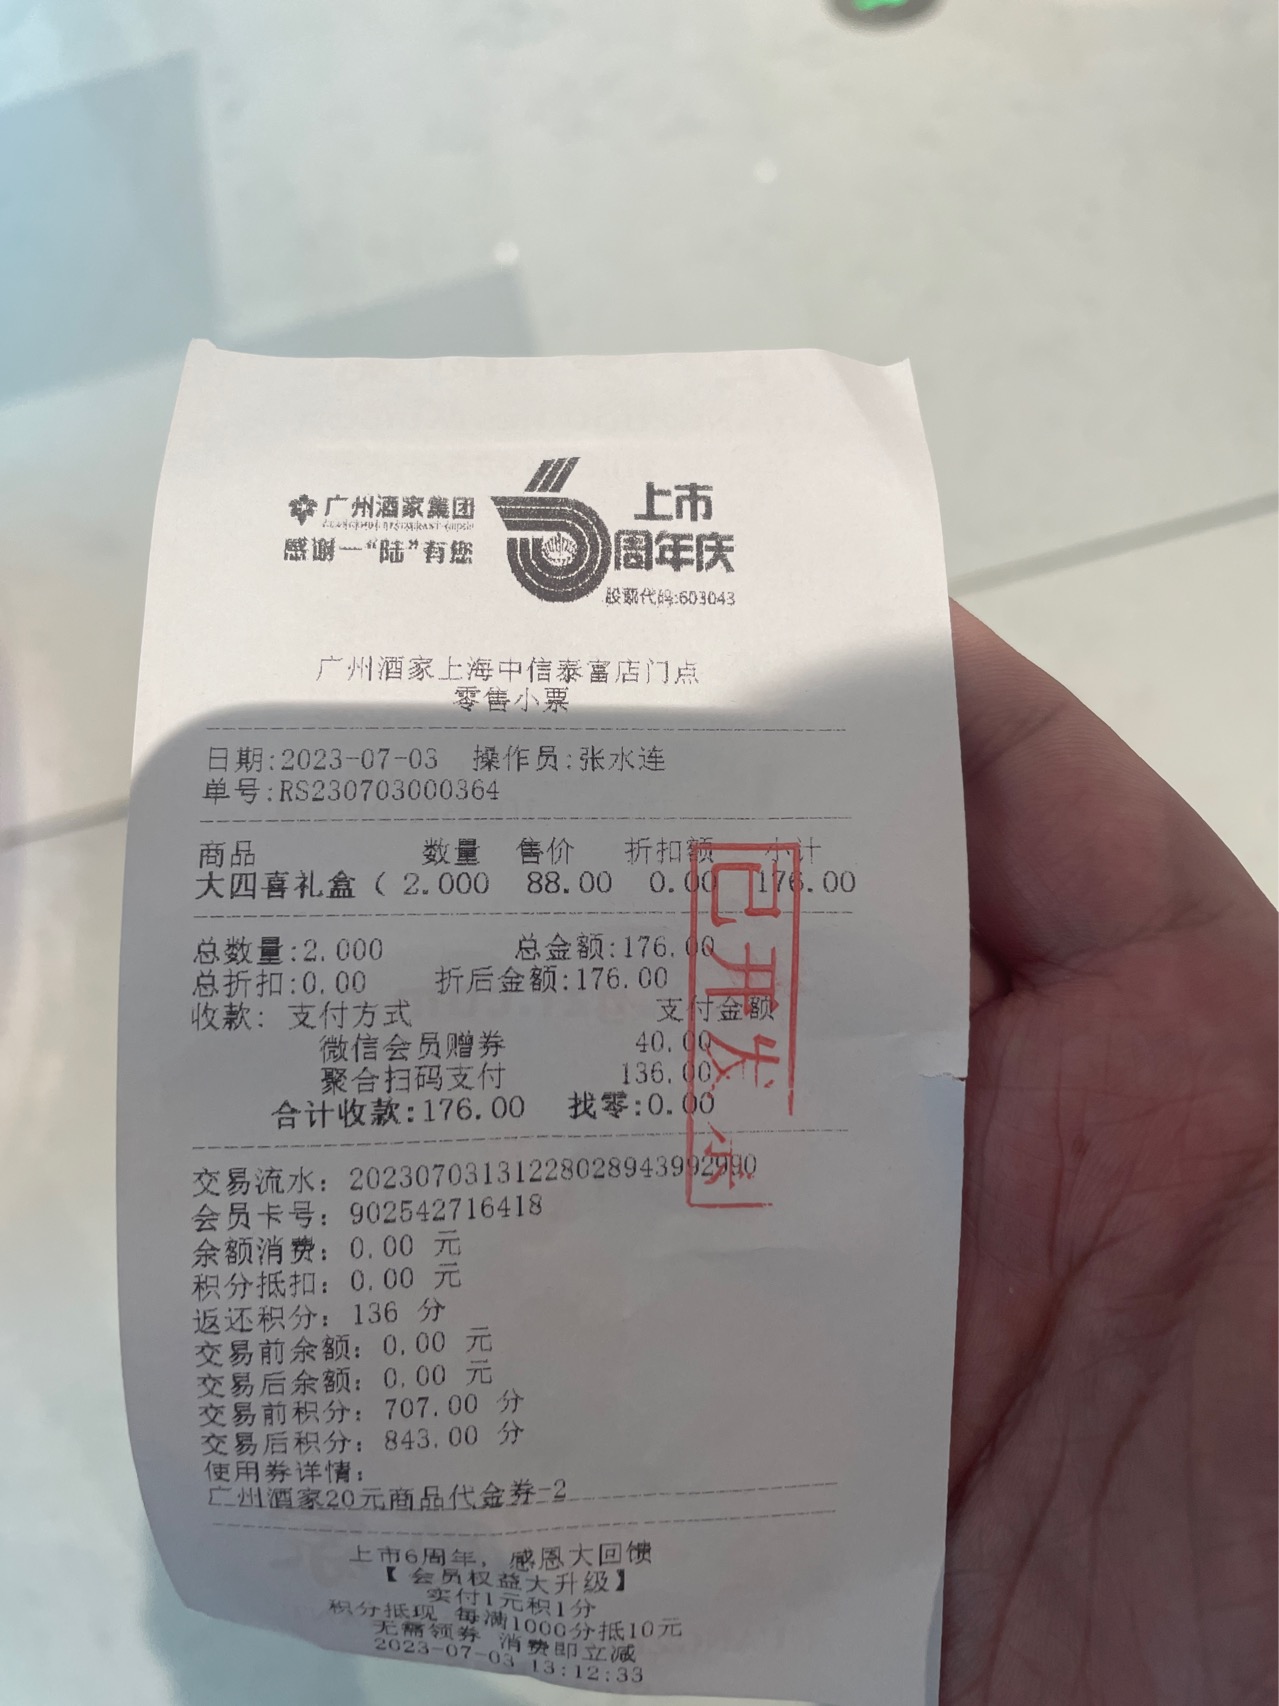 广州酒家集团
GUANGZHOU RESTAURANT GROUP
感谢一“陆”有您
上市
周年庆
股票代码:603043
广州酒家上海中信泰富店门点
零售小票
日期:2023-07-03 操作员:张水连
单号:RS230703000364
商品 数量 售价 折扣额 小计
大四喜礼盒（ 2.000 88.00 0.00 176.00
总数量:2.000 总金额:176.00
总折扣:0.00 折后金额:176.00
收款: 支付方式 支付金额
微信会员赠券 40.00
聚合扫码支付 136.00
合计收款:176.00 找零:0.00
已开发票
交易流水: 20230703131228028943992990
会员卡号: 902542716418
余额消费: 0.00 元
积分抵扣: 0.00 元
返还积分: 136 分
交易前余额: 0.00 元
交易后余额: 0.00 元
交易前积分: 707.00 分
交易后积分: 843.00 分
使用券详情:
广州酒家20元商品代金券-2
上市6周年, 感恩大回馈
【会员权益大升级】
实付1元积1分
积分抵现 每满1000分抵10元
无需领券 消费即立减
2023-07-03 13:12:33